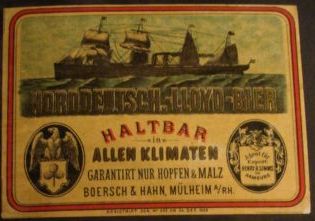 NORDDEUTSCH-LLOYD-BIER
HALTBAR
in
ALLEN KLIMATEN
GARANTIRT NUR HOPFEN & MALZ
BOERSCH & HAHN, MÜLHEIM A/RH.